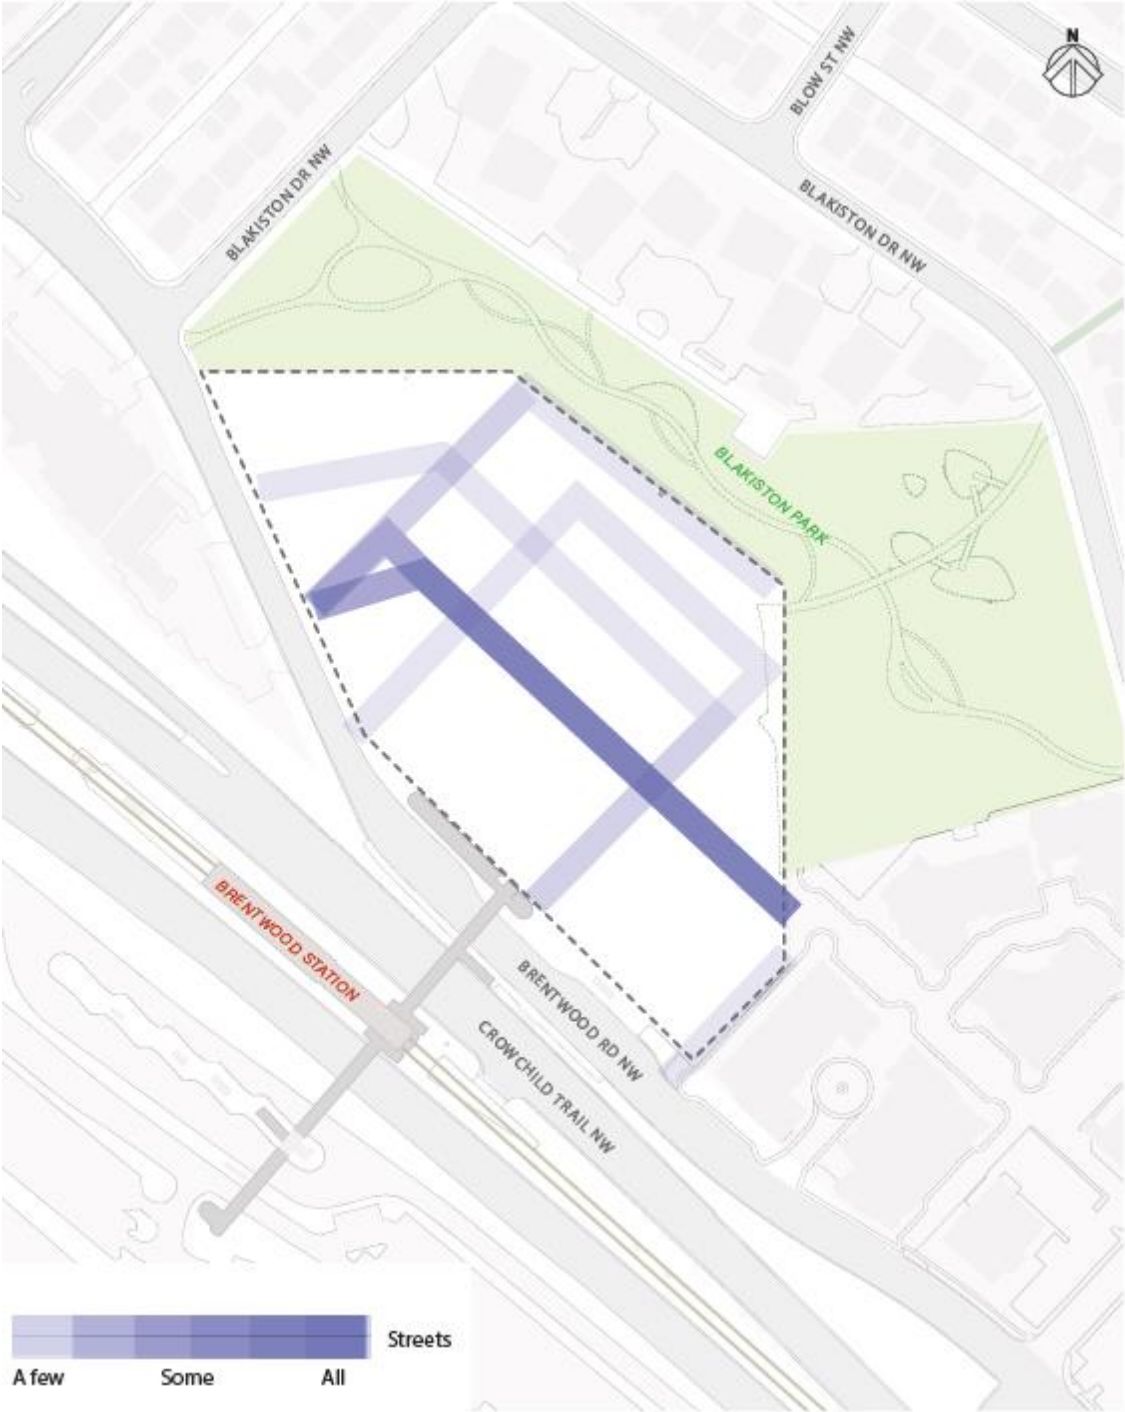 N
BLOW ST NW
BLAKISTON DR NW
BLAKISTON DR NW
BLAKISTON PARK
BRENTWOOD STATION
BRENTWOOD RD NW
CROWCHILD TRAIL NW
Streets
A few
Some
All